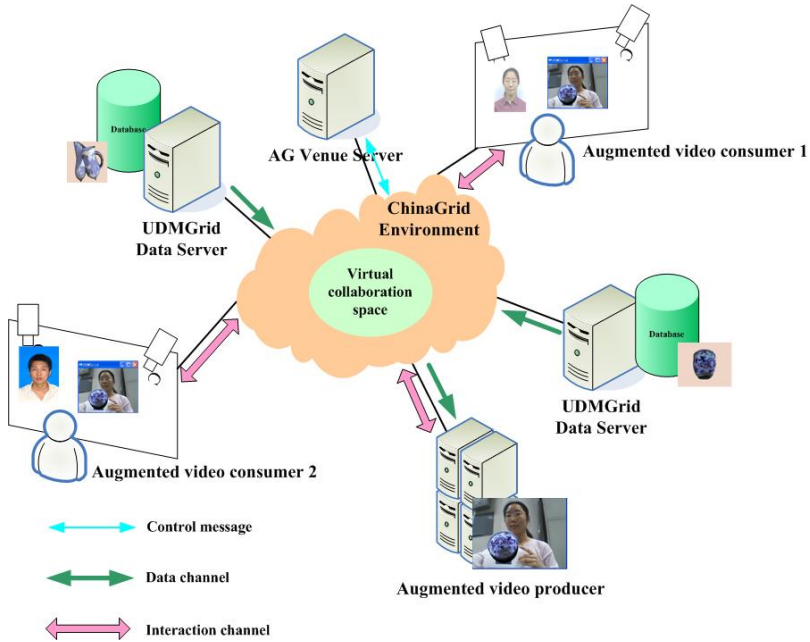 Database
UDMGrid
Data Server
AG Venue Server
Augmented video consumer 1
ChinaGrid
Environment
Virtual
collaboration
space
Database
UDMGrid
Data Server
Augmented video consumer 2
Augmented video producer
Control message
Data channel
Interaction channel